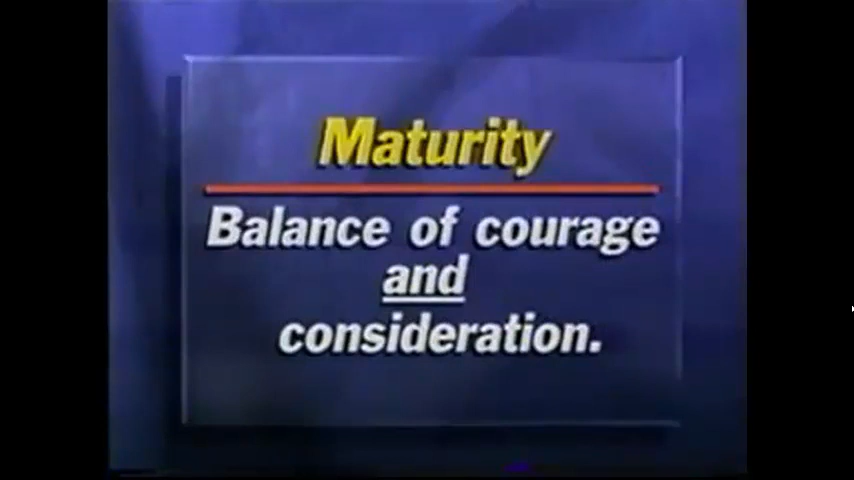 Maturity
Balance of courage
and
consideration.